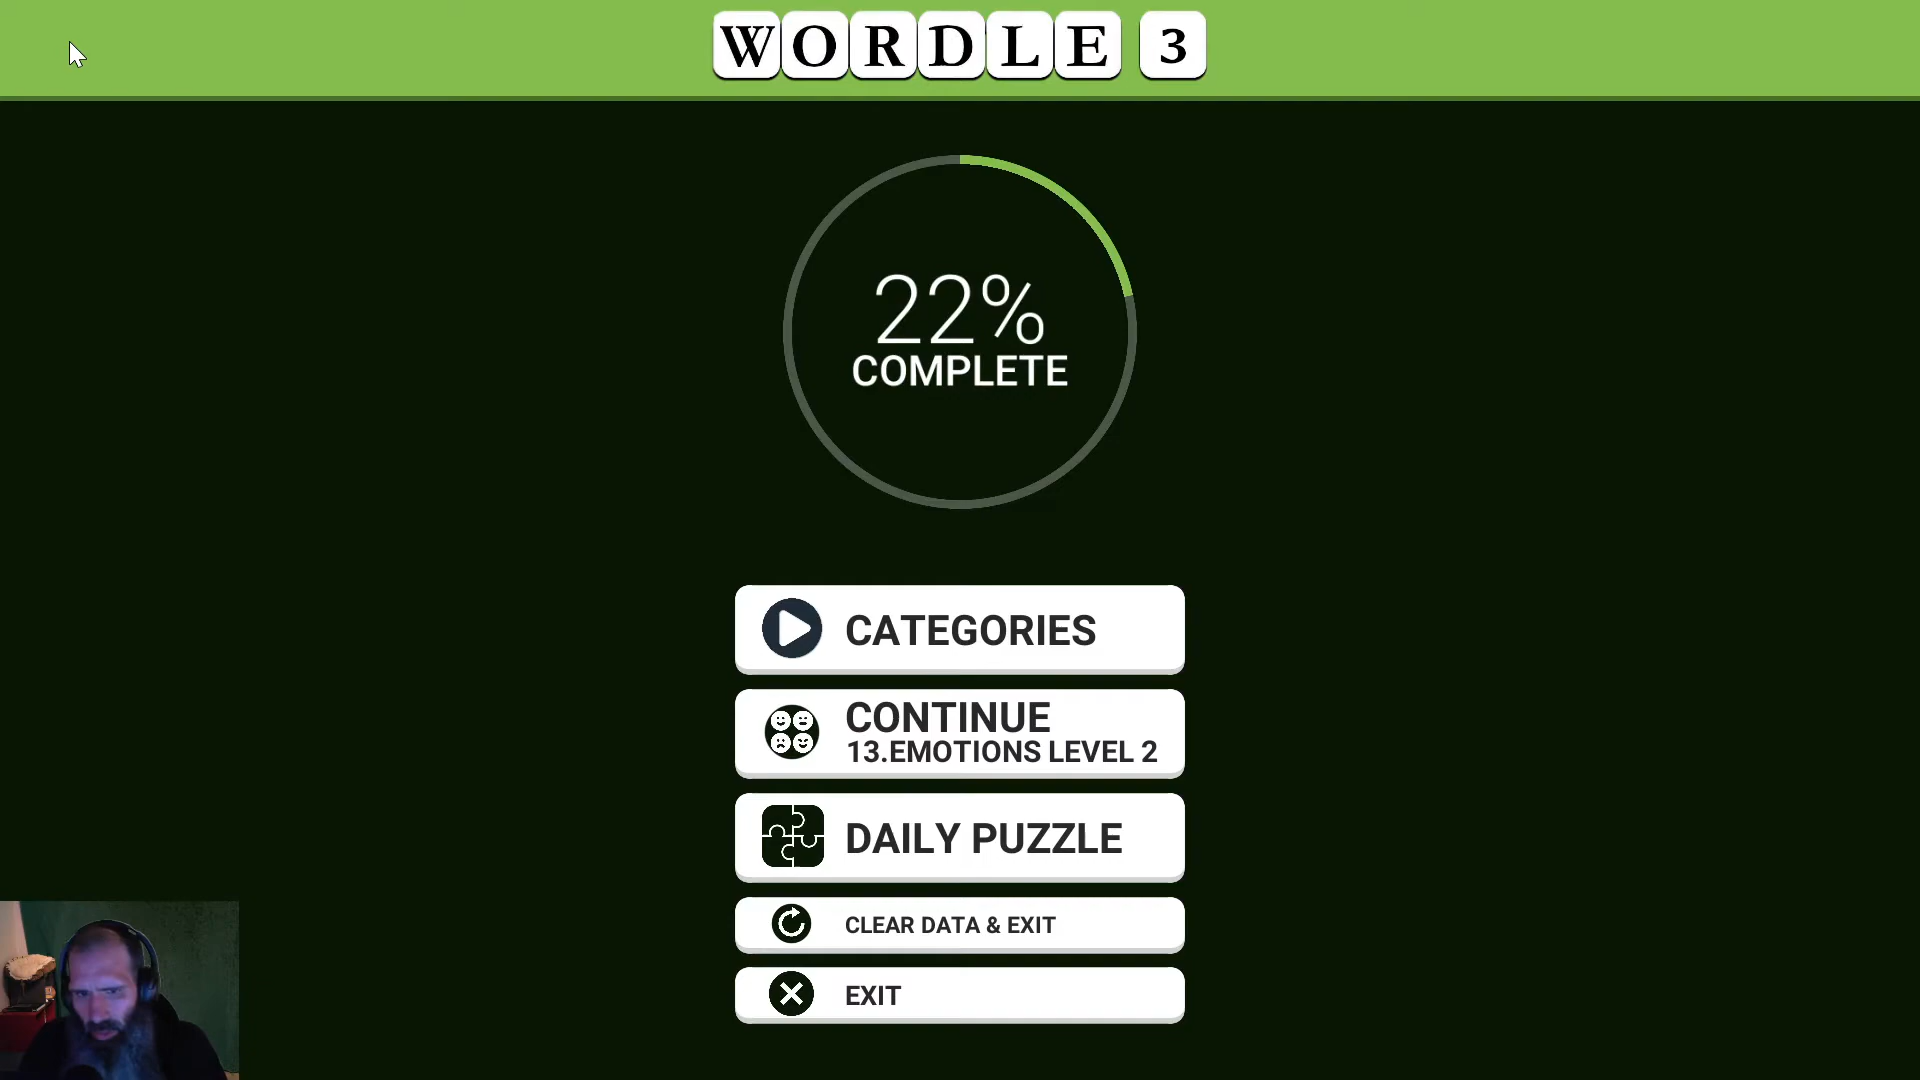 WORDLE 3
22%
COMPLETE
CATEGORIES
CONTINUE
13.EMOTIONS LEVEL 2
DAILY PUZZLE
CLEAR DATA & EXIT
EXIT